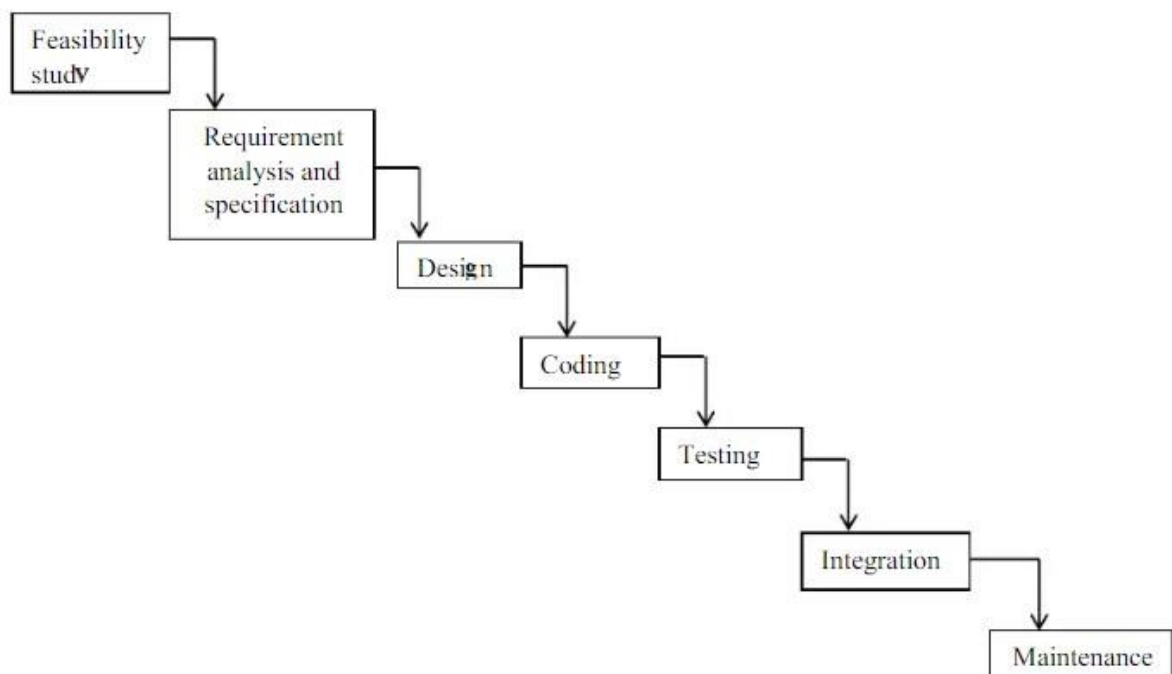 Feasibility
study
Requirement
analysis and
specification
Design
Coding
Testing
Integration
Maintenance